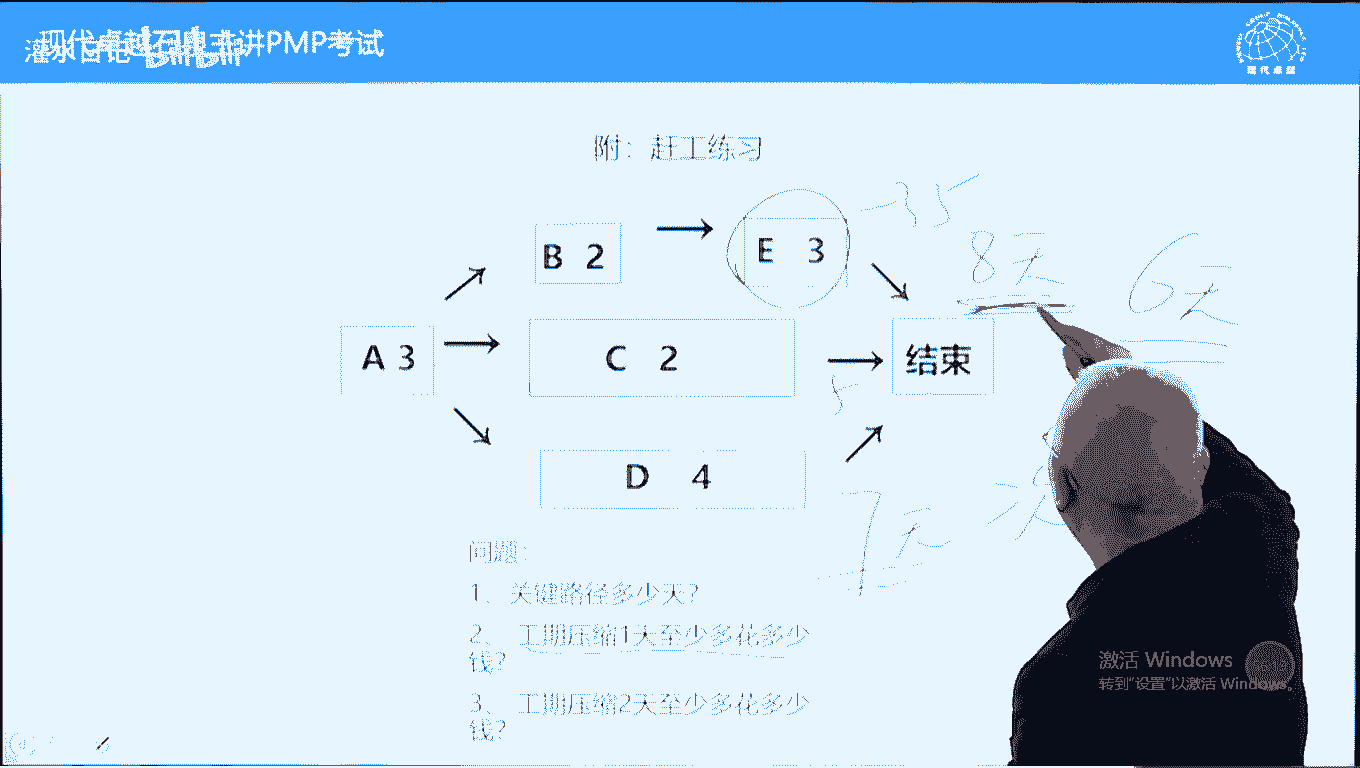 现代卓越石昆主讲PMP考试
现代卓越
附：赶工练习
B 2
E 3
35
8天
6天
A 3
C 2
结束
5
D 4
7天
问题：
1、关键路径多少天？
2、 工期压缩1天至少多花多少
钱？
3、 工期压缩2天至少多花多少
钱？
激活 Windows
转到"设置"以激活 Windows。